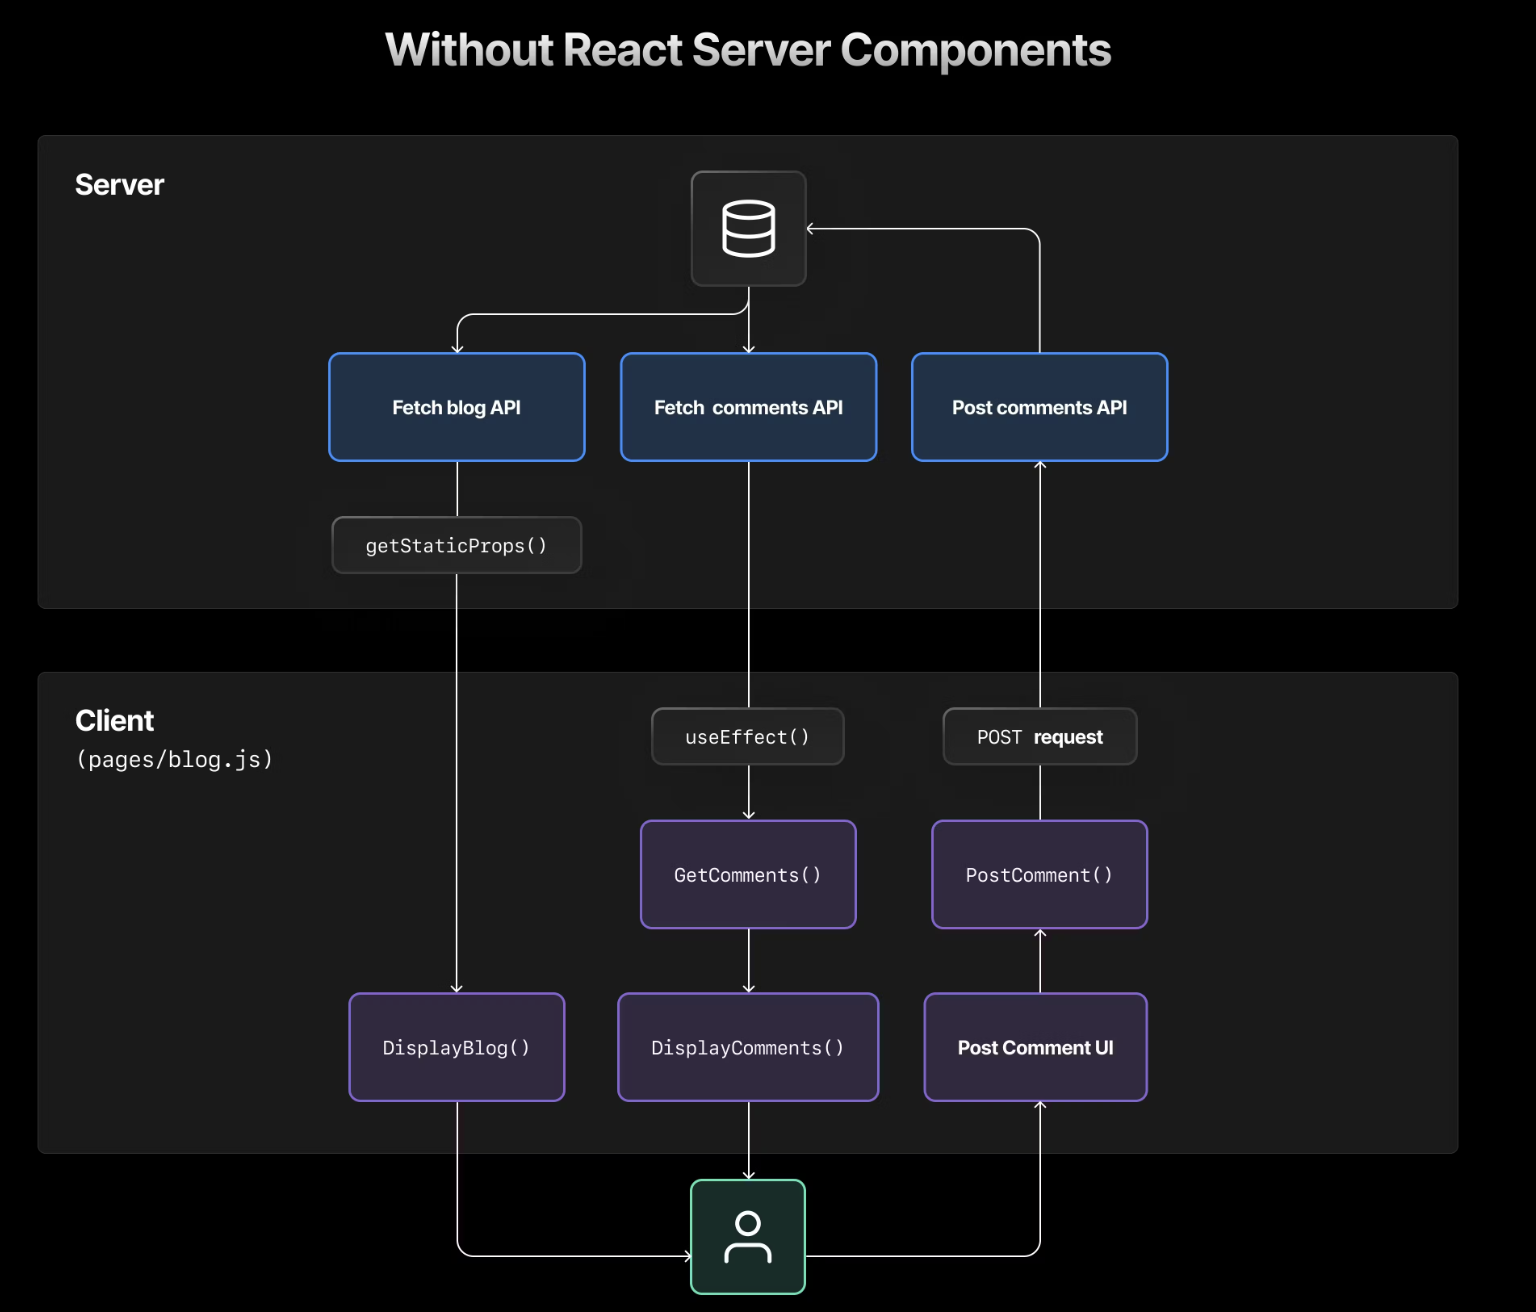 Without React Server Components
Server
Fetch blog API
Fetch comments API
Post comments API
getStaticProps()
Client
(pages/blog.js)
useEffect()
POST request
GetComments()
PostComment()
DisplayBlog()
DisplayComments()
Post Comment UI